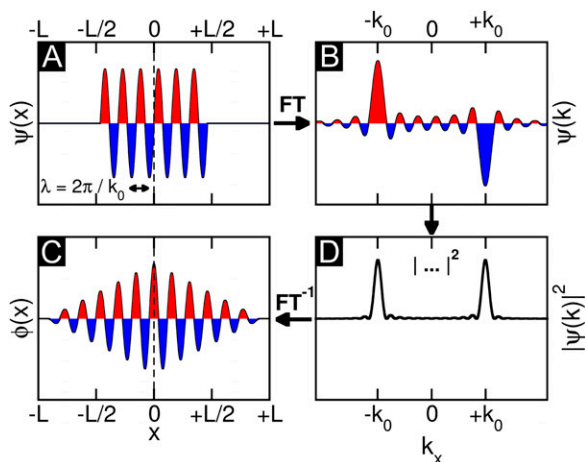 -L -L/2 0 +L/2 +L
-k₀ 0 +k₀
A
B
ψ(x)
FT
ψ(k)
λ = 2π / k₀
C
D
| ... |²
ϕ(x)
FT⁻¹
|ψ(k)|²
-L -L/2 0 +L/2 +L
-k₀ 0 +k₀
x
kₓ